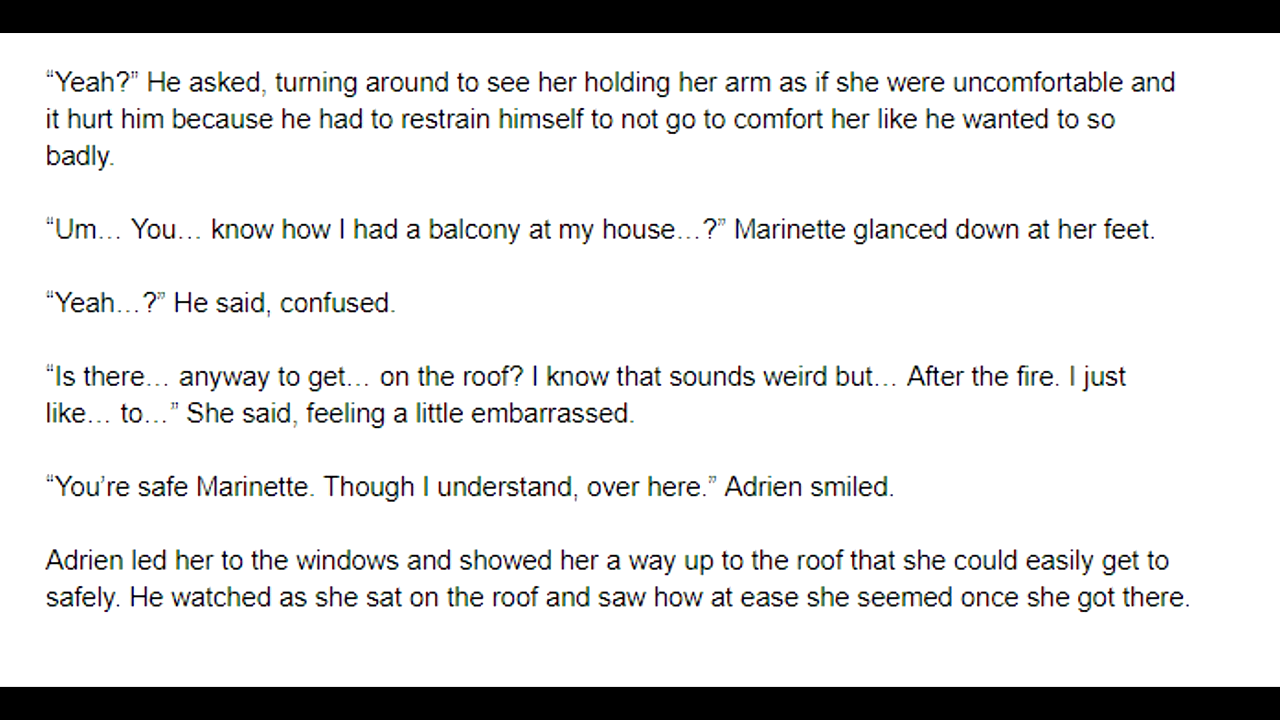 “Yeah?” He asked, turning around to see her holding her arm as if she were uncomfortable and
it hurt him because he had to restrain himself to not go to comfort her like he wanted to so
badly.
“Um… You… know how I had a balcony at my house…?” Marinette glanced down at her feet.
“Yeah…?” He said, confused.
“Is there… anyway to get… on the roof? I know that sounds weird but… After the fire. I just
like… to…” She said, feeling a little embarrassed.
“You’re safe Marinette. Though I understand, over here.” Adrien smiled.
Adrien led her to the windows and showed her a way up to the roof that she could easily get to
safely. He watched as she sat on the roof and saw how at ease she seemed once she got there.